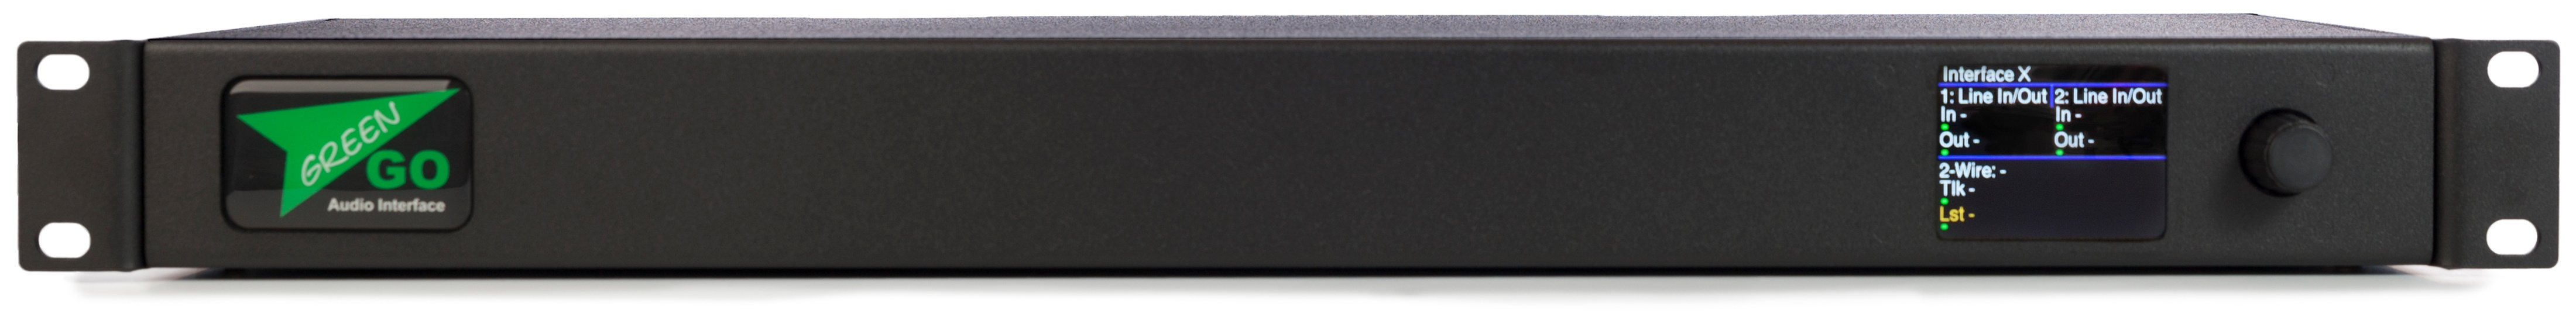 GREEN
GO
Audio Interface
Interface X
1: Line In/Out 2: Line In/Out
In - In -
Out - Out -
2-Wire: -
Tlk -
Lst -